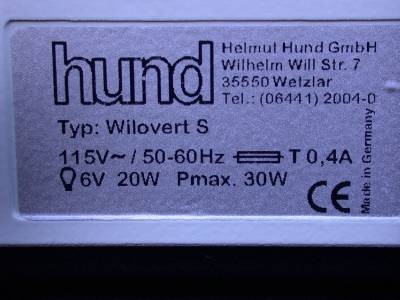 hund
Helmut Hund GmbH
Wilhelm Will Str. 7
35550 Wetzlar
Tel.: (06441) 2004-0
Typ: Wilovert S
115V~ / 50-60Hz T 0,4A
6V 20W Pmax. 30W
CE
Made in Germany